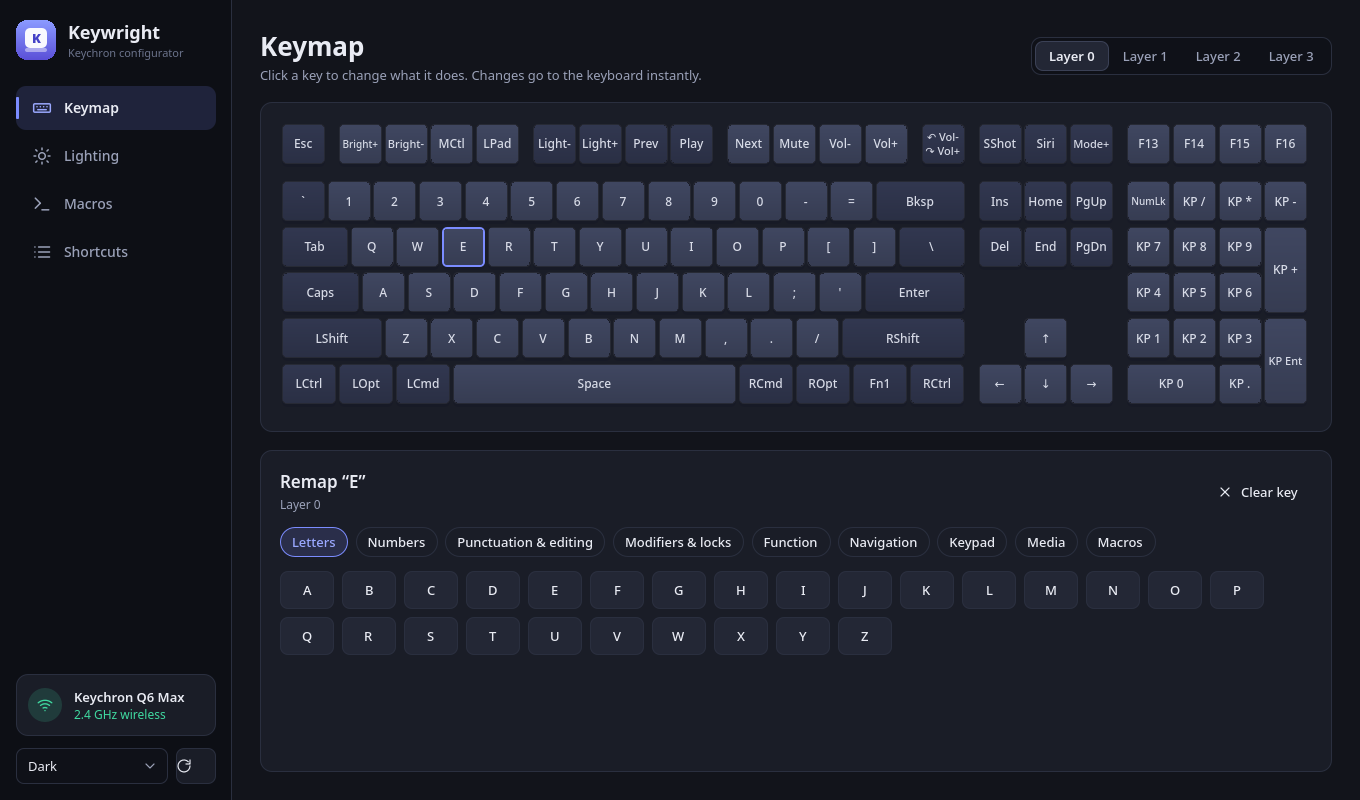 K
Keywright
Keychron configurator
Keymap
Lighting
Macros
Shortcuts
Keychron Q6 Max
2.4 GHz wireless
Dark
Keymap
Click a key to change what it does. Changes go to the keyboard instantly.
Layer 0 Layer 1 Layer 2 Layer 3
Esc Bright+ Bright- MCtl LPad Light- Light+ Prev Play Next Mute Vol- Vol+ ↶ Vol- ↷ Vol+ SShot Siri Mode+ F13 F14 F15 F16
` 1 2 3 4 5 6 7 8 9 0 - = Bksp Ins Home PgUp NumLk KP / KP * KP -
Tab Q W E R T Y U I O P [ ] \ Del End PgDn KP 7 KP 8 KP 9 KP +
Caps A S D F G H J K L ; ' Enter KP 4 KP 5 KP 6
LShift Z X C V B N M , . / RShift ↑ KP 1 KP 2 KP 3 KP Ent
LCtrl LOpt LCmd Space RCmd ROpt Fn1 RCtrl ← ↓ → KP 0 KP .
Remap “E”
Layer 0
Clear key
Letters Numbers Punctuation & editing Modifiers & locks Function Navigation Keypad Media Macros
A B C D E F G H I J K L M N O P
Q R S T U V W X Y Z